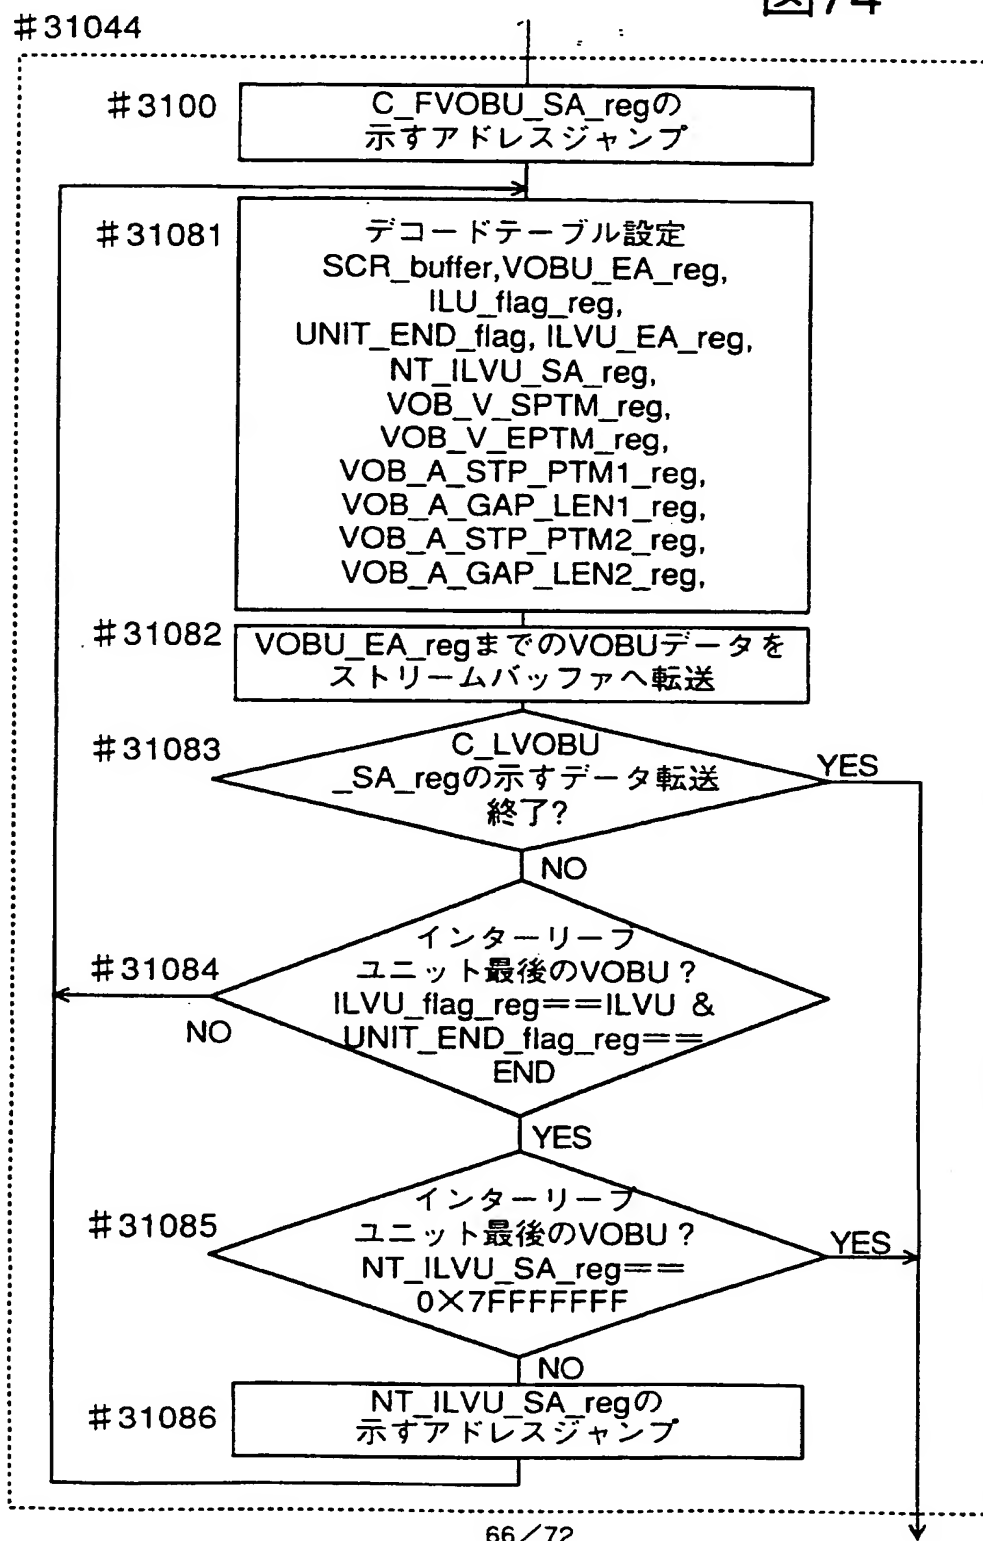 図74
#31044
#3100
C_FVOBU_SA_regの
示すアドレスジャンプ
#31081
デコードテーブル設定
SCR_buffer,VOBU_EA_reg,
ILU_flag_reg,
UNIT_END_flag, ILVU_EA_reg,
NT_ILVU_SA_reg,
VOB_V_SPTM_reg,
VOB_V_EPTM_reg,
VOB_A_STP_PTM1_reg,
VOB_A_GAP_LEN1_reg,
VOB_A_STP_PTM2_reg,
VOB_A_GAP_LEN2_reg,
#31082
VOBU_EA_regまでのVOBUデータを
ストリームバッファへ転送
#31083
C_LVOBU
_SA_regの示すデータ転送
終了?
YES
NO
#31084
インターリーブ
ユニット最後のVOBU?
ILVU_flag_reg==ILVU &
UNIT_END_flag_reg==
END
NO
YES
#31085
インターリーブ
ユニット最後のVOBU?
NT_ILVU_SA_reg==
0×7FFFFFFF
YES
NO
#31086
NT_ILVU_SA_regの
示すアドレスジャンプ
66/72